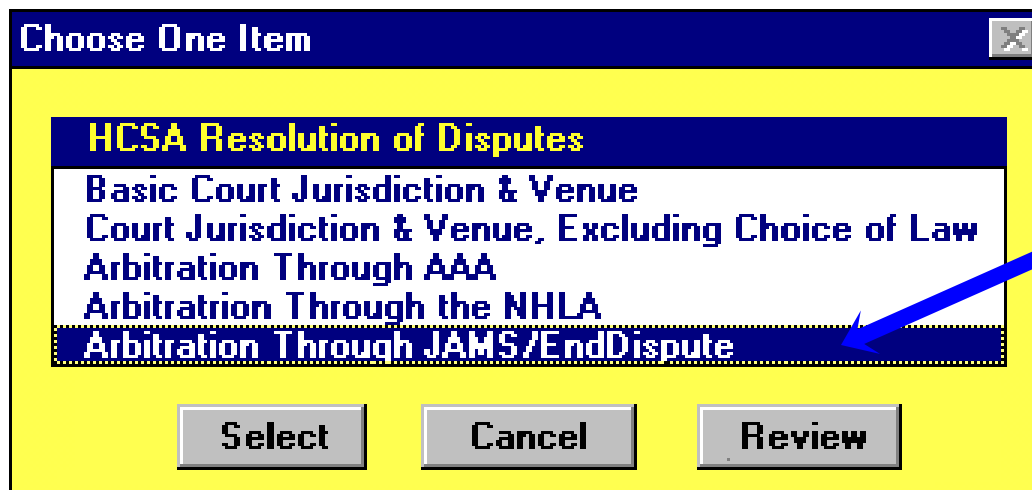 Choose One Item
HCSA Resolution of Disputes
Basic Court Jurisdiction & Venue
Court Jurisdiction & Venue, Excluding Choice of Law
Arbitration Through AAA
Arbitratrion Through the NHLA
Arbitration Through JAMS/EndDispute
Select Cancel Review